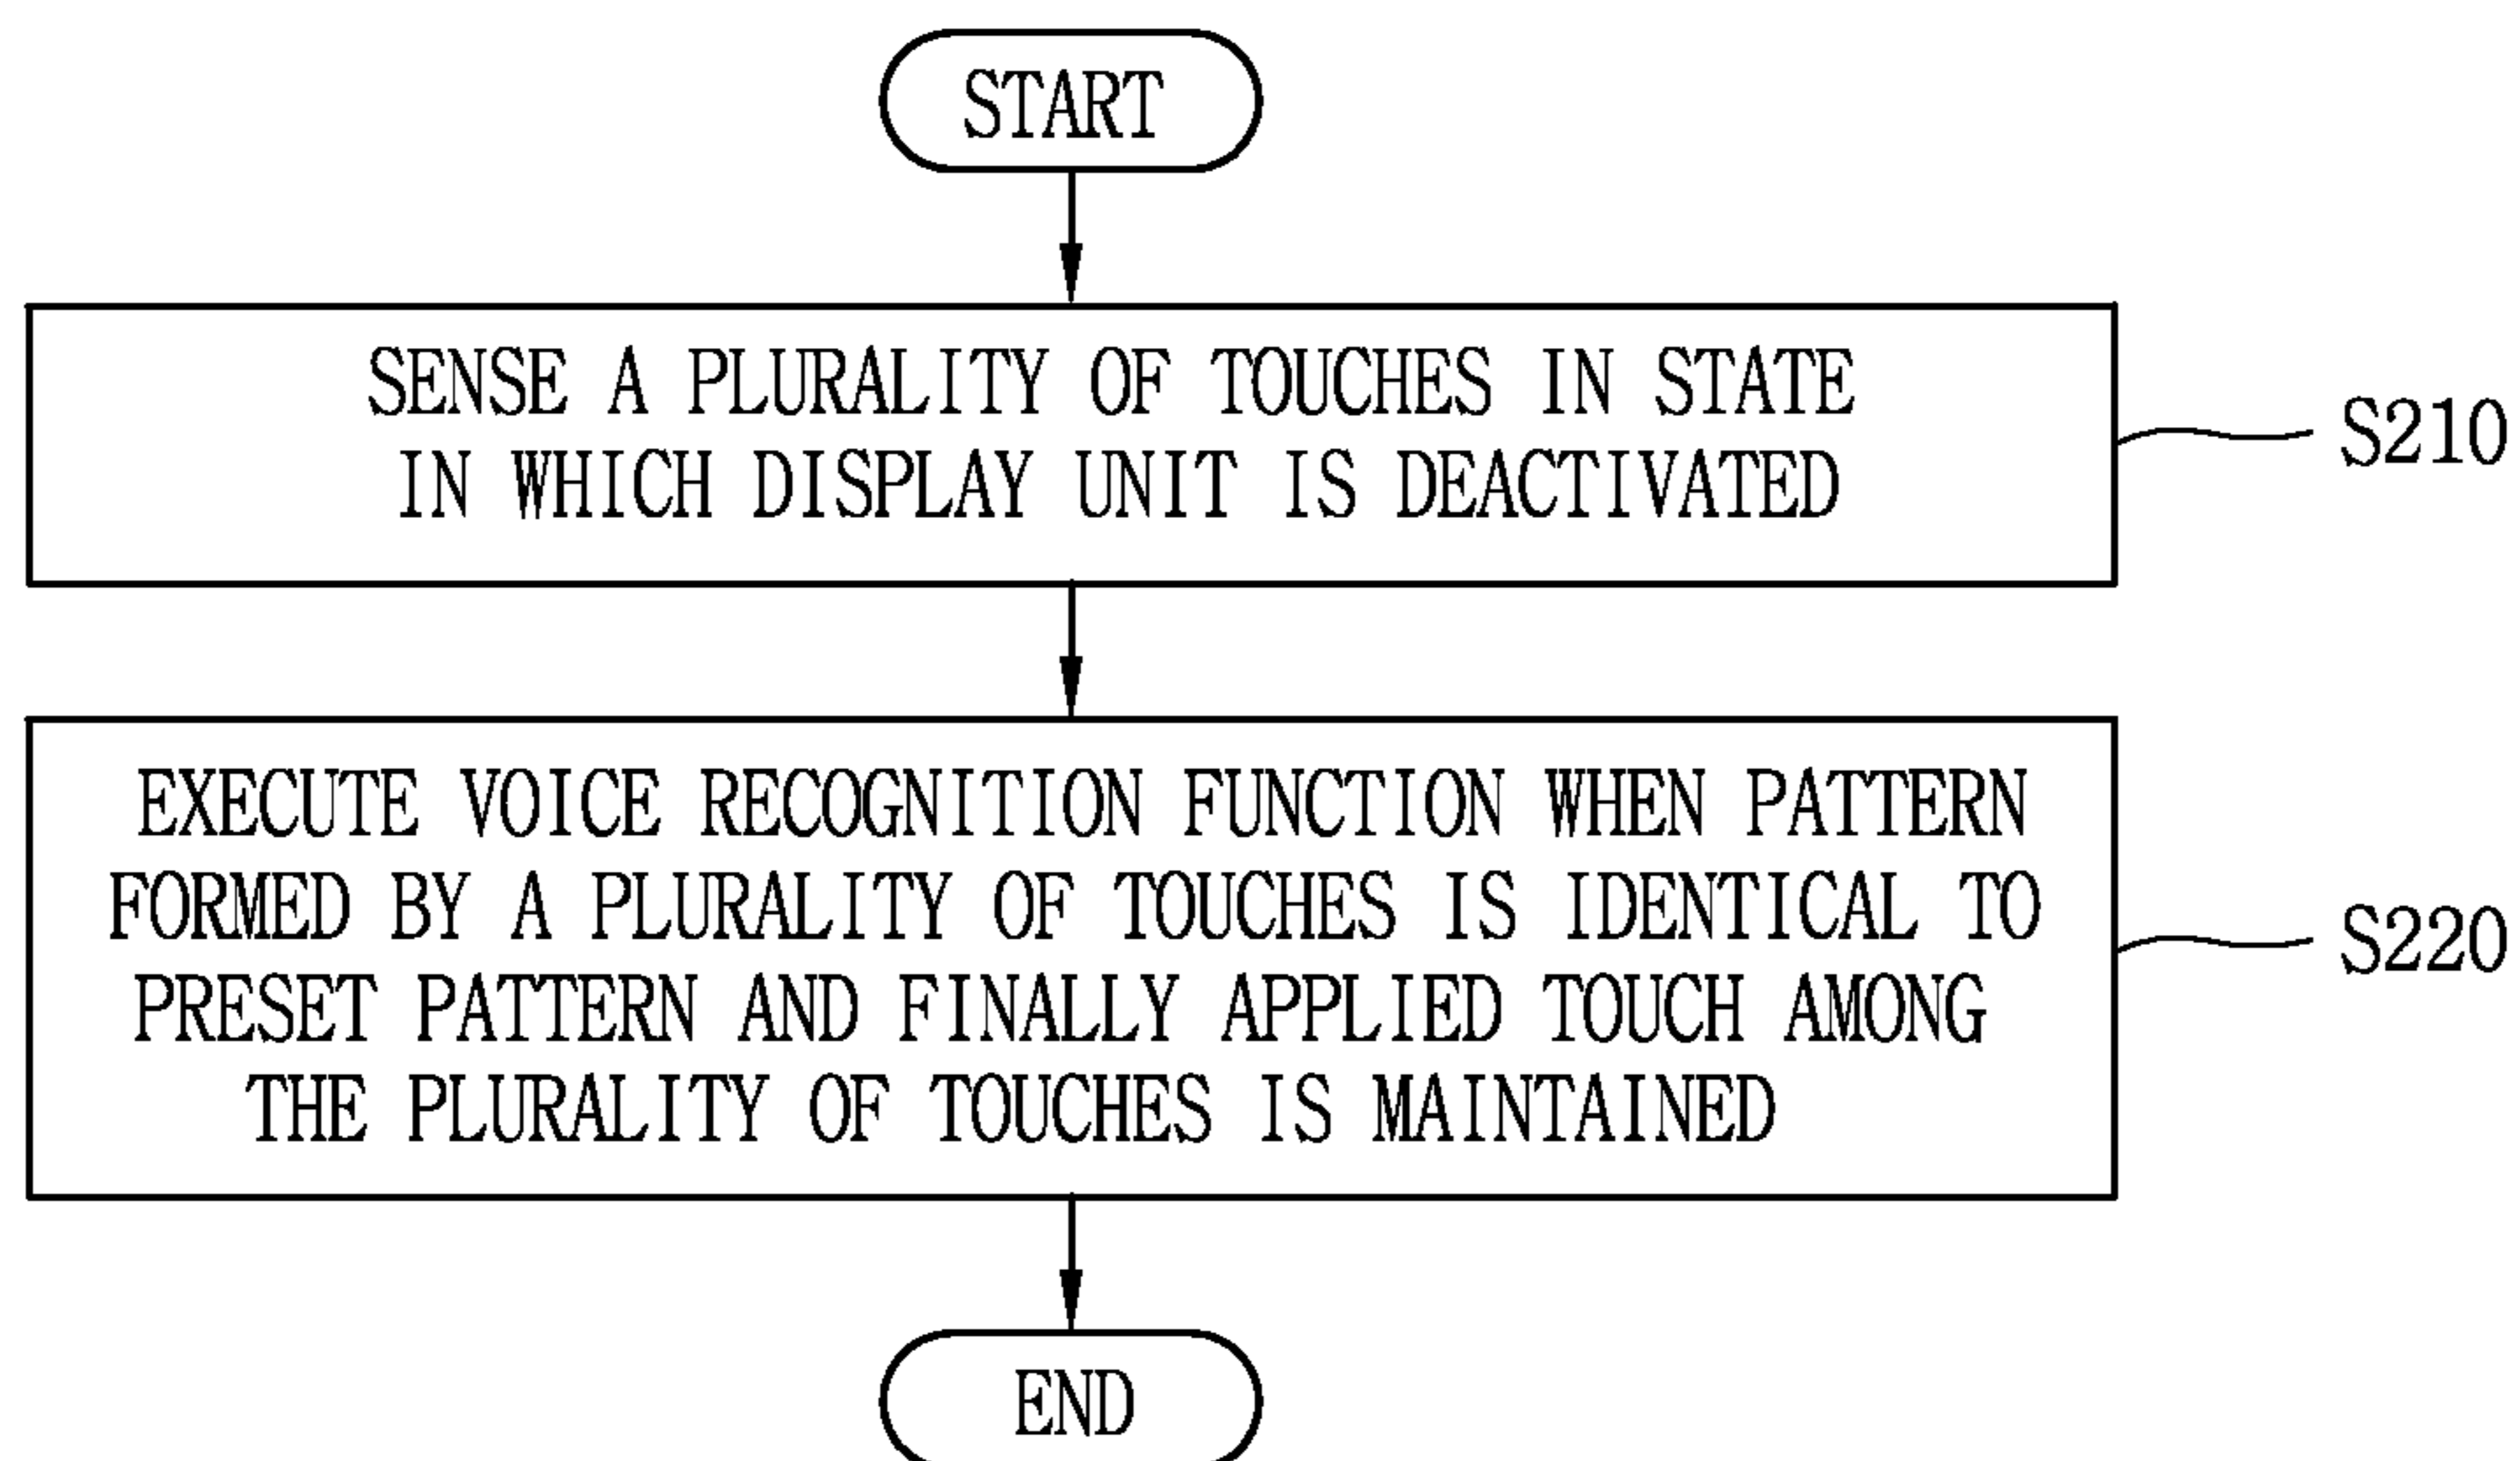 START
SENSE A PLURALITY OF TOUCHES IN STATE
IN WHICH DISPLAY UNIT IS DEACTIVATED
S210
EXECUTE VOICE RECOGNITION FUNCTION WHEN PATTERN
FORMED BY A PLURALITY OF TOUCHES IS IDENTICAL TO
PRESET PATTERN AND FINALLY APPLIED TOUCH AMONG
THE PLURALITY OF TOUCHES IS MAINTAINED
S220
END